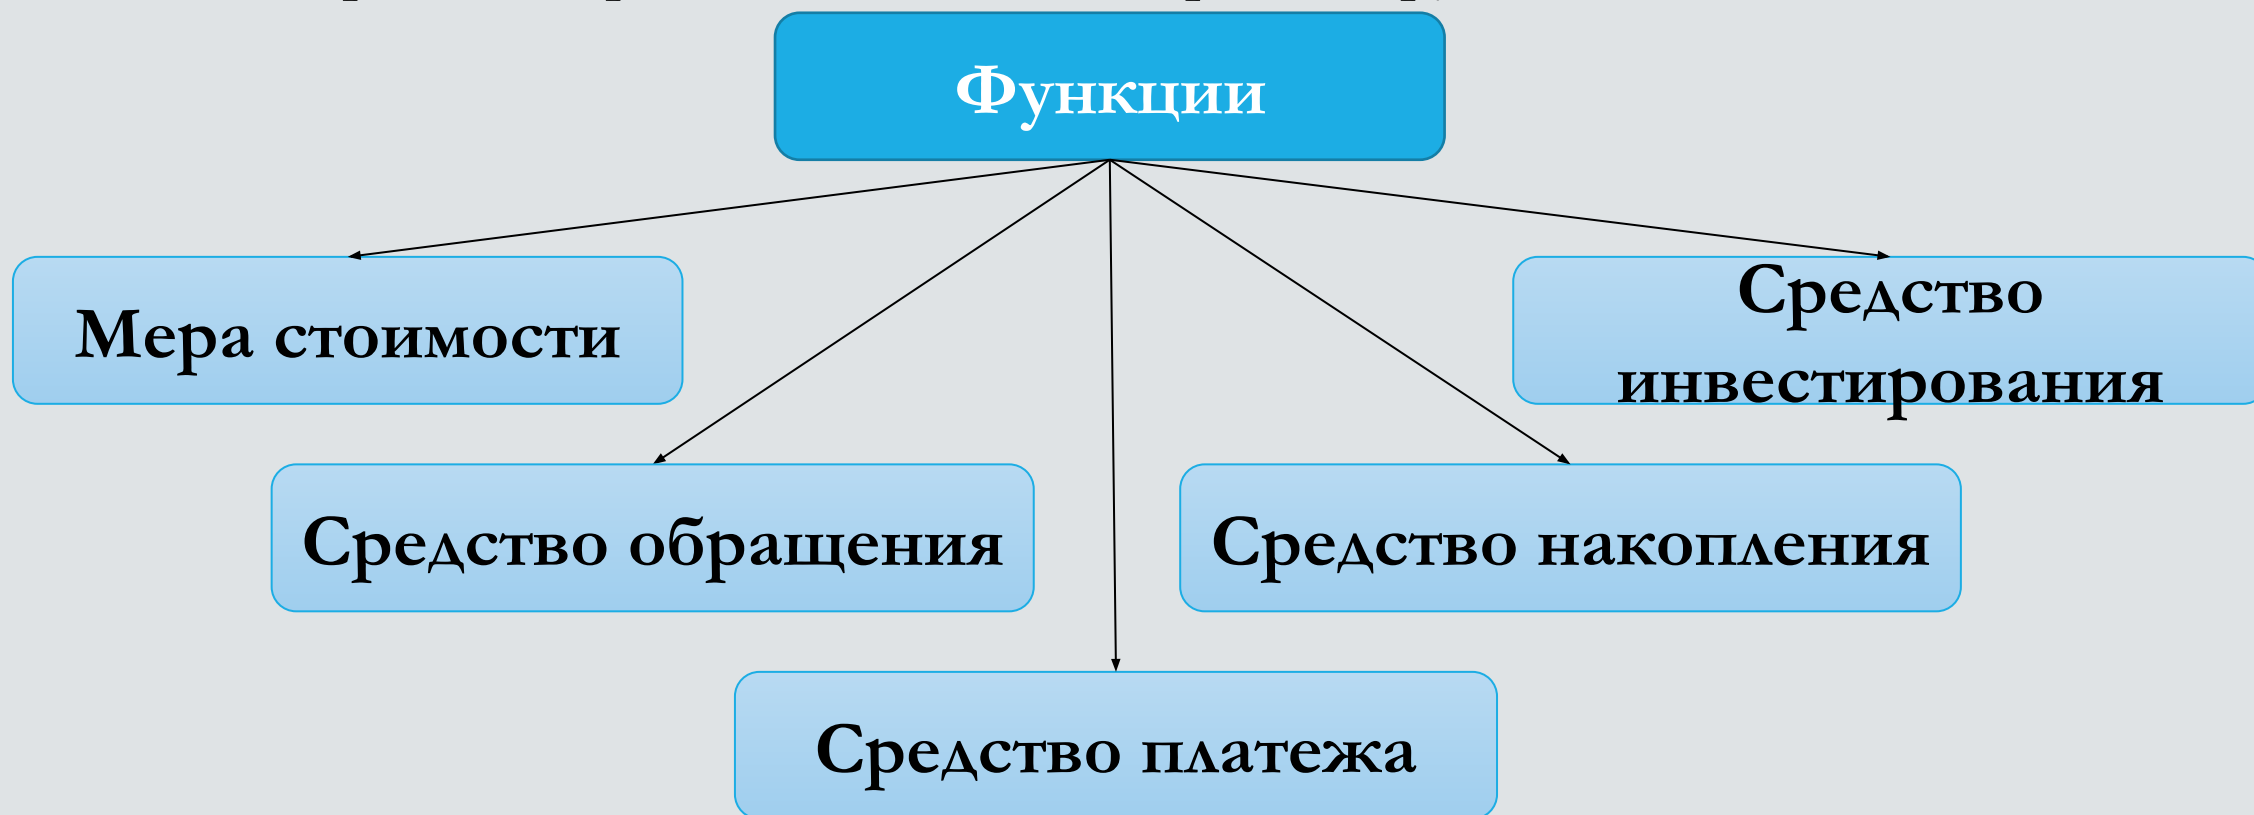 Функции
Мера стоимости
Средство
инвестирования
Средство обращения
Средство накопления
Средство платежа